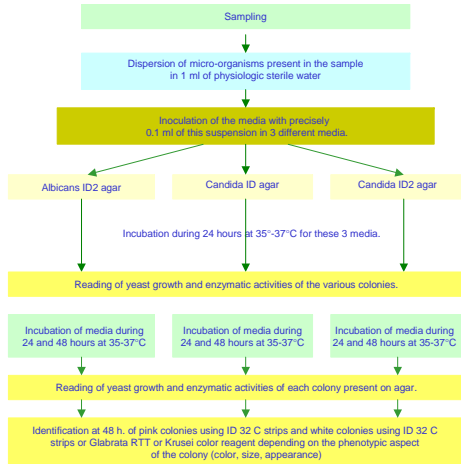 Sampling
Dispersion of micro-organisms present in the sample
in 1 ml of physiologic sterile water
Inoculation of the media with precisely
0.1 ml of this suspension in 3 different media.
Albicans ID2 agar
Candida ID agar
Candida ID2 agar
Incubation during 24 hours at 35°-37°C for these 3 media.
Reading of yeast growth and enzymatic activities of the various colonies.
Incubation of media during
24 and 48 hours at 35-37°C
Incubation of media during
24 and 48 hours at 35-37°C
Incubation of media during
24 and 48 hours at 35-37°C
Reading of yeast growth and enzymatic activities of each colony present on agar.
Identification at 48 h. of pink colonies using ID 32 C strips and white colonies using ID 32 C
strips or Glabrata RTT or Krusei color reagent depending on the phenotypic aspect
of the colony (color, size, appearance)